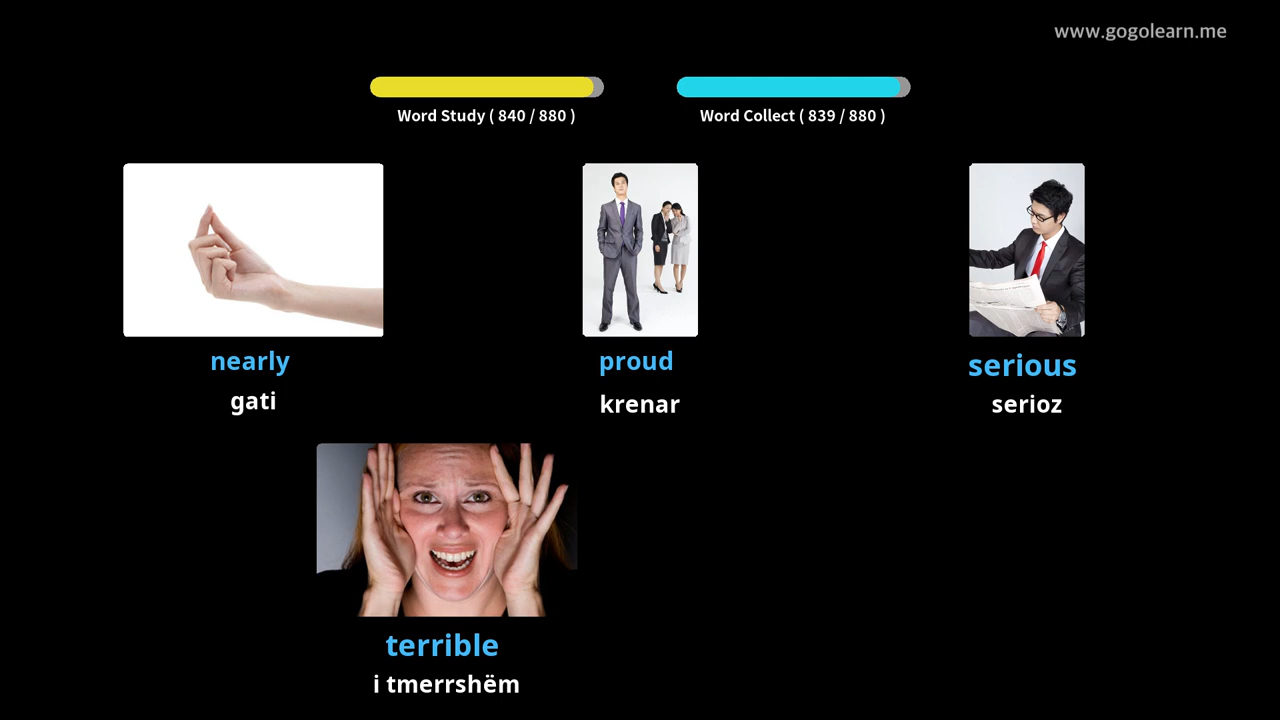 www.gogolearn.me
Word Study ( 840 / 880 )
Word Collect ( 839 / 880 )
nearly
gati
proud
krenar
serious
serioz
terrible
i tmerrshëm